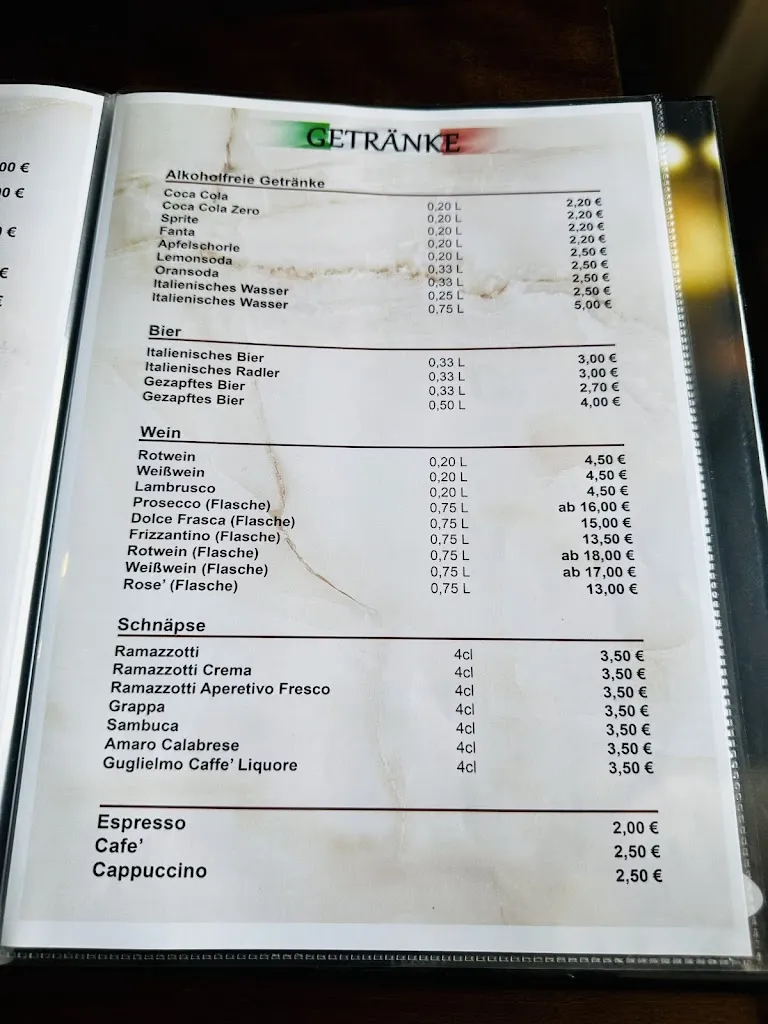 00 €
00 €
€
€
GETRÄNKE
Alkoholfreie Getränke
Coca Cola 0,20 L 2,20 €
Coca Cola Zero 0,20 L 2,20 €
Sprite 0,20 L 2,20 €
Fanta 0,20 L 2,20 €
Apfelschorle 0,20 L 2,50 €
Lemonsoda 0,33 L 2,50 €
Oransoda 0,33 L 2,50 €
Italienisches Wasser 0,25 L 2,50 €
Italienisches Wasser 0,75 L 5,00 €
Bier
Italienisches Bier 0,33 L 3,00 €
Italienisches Radler 0,33 L 3,00 €
Gezapftes Bier 0,33 L 2,70 €
Gezapftes Bier 0,50 L 4,00 €
Wein
Rotwein 0,20 L 4,50 €
Weißwein 0,20 L 4,50 €
Lambrusco 0,20 L 4,50 €
Prosecco (Flasche) 0,75 L ab 16,00 €
Dolce Frasca (Flasche) 0,75 L 15,00 €
Frizzantino (Flasche) 0,75 L 13,50 €
Rotwein (Flasche) 0,75 L ab 18,00 €
Weißwein (Flasche) 0,75 L ab 17,00 €
Rose' (Flasche) 0,75 L 13,00 €
Schnäpse
Ramazzotti 4cl 3,50 €
Ramazzotti Crema 4cl 3,50 €
Ramazzotti Aperetivo Fresco 4cl 3,50 €
Grappa 4cl 3,50 €
Sambuca 4cl 3,50 €
Amaro Calabrese 4cl 3,50 €
Guglielmo Caffe' Liquore 4cl 3,50 €
Espresso 2,00 €
Cafe' 2,50 €
Cappuccino 2,50 €